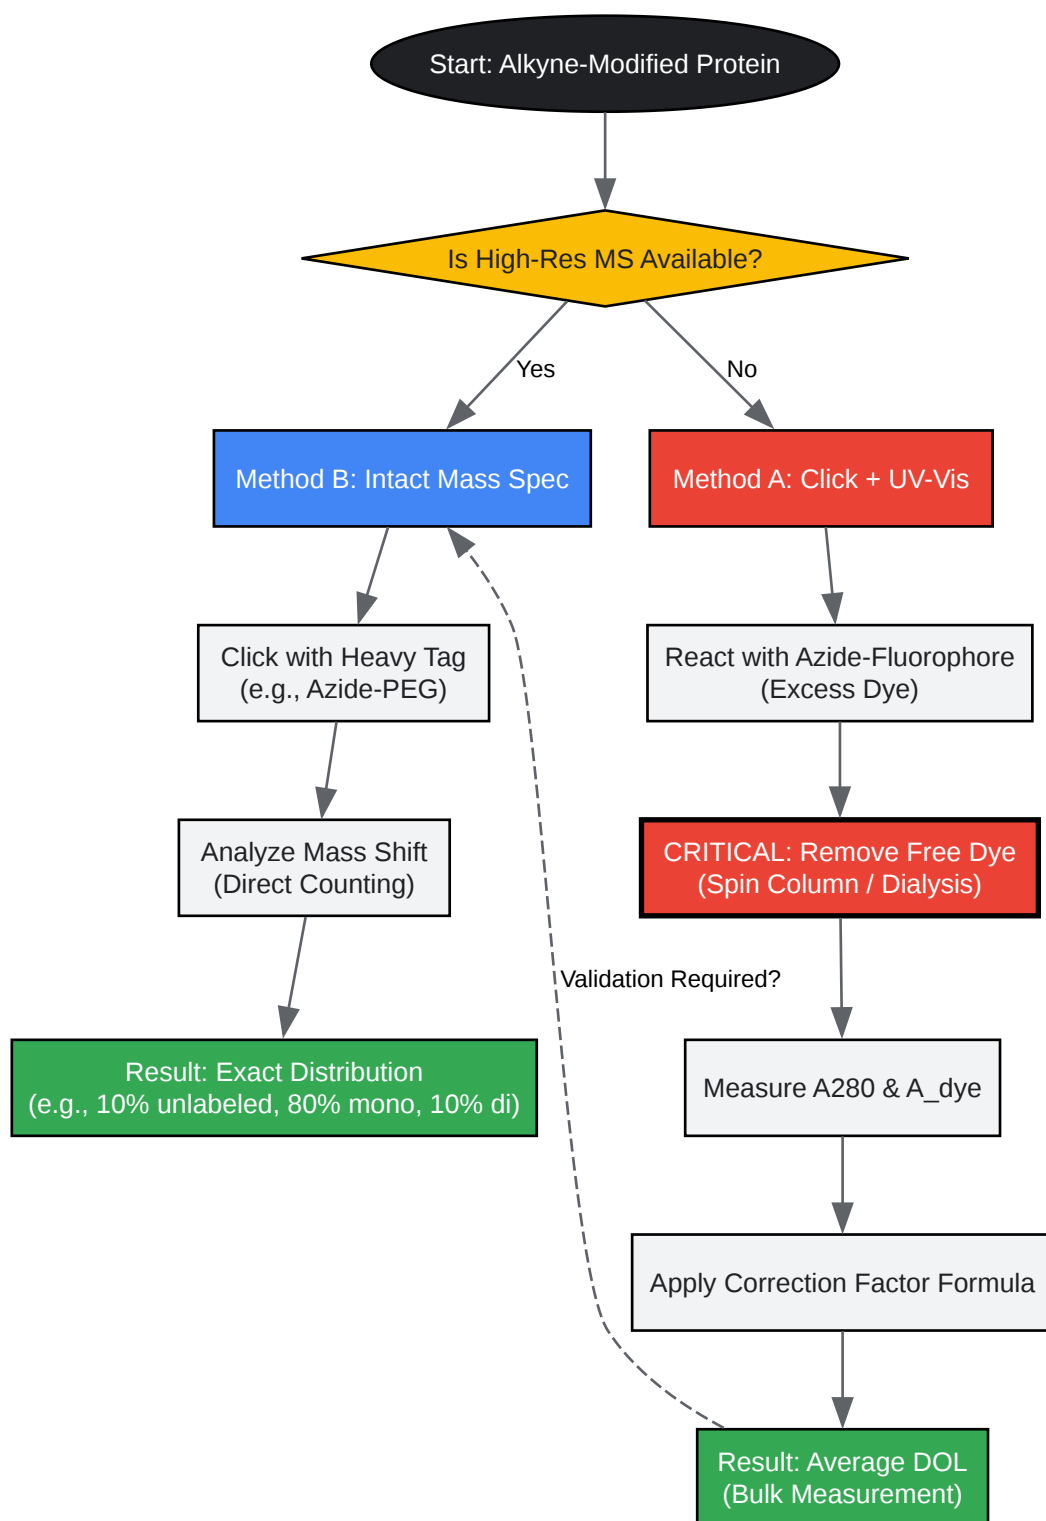 Start: Alkyne-Modified Protein
Is High-Res MS Available?
Yes
No
Method B: Intact Mass Spec
Method A: Click + UV-Vis
Click with Heavy Tag
(e.g., Azide-PEG)
React with Azide-Fluorophore
(Excess Dye)
Analyze Mass Shift
(Direct Counting)
CRITICAL: Remove Free Dye
(Spin Column / Dialysis)
Validation Required?
Result: Exact Distribution
(e.g., 10% unlabeled, 80% mono, 10% di)
Measure A280 & A_dye
Apply Correction Factor Formula
Result: Average DOL
(Bulk Measurement)